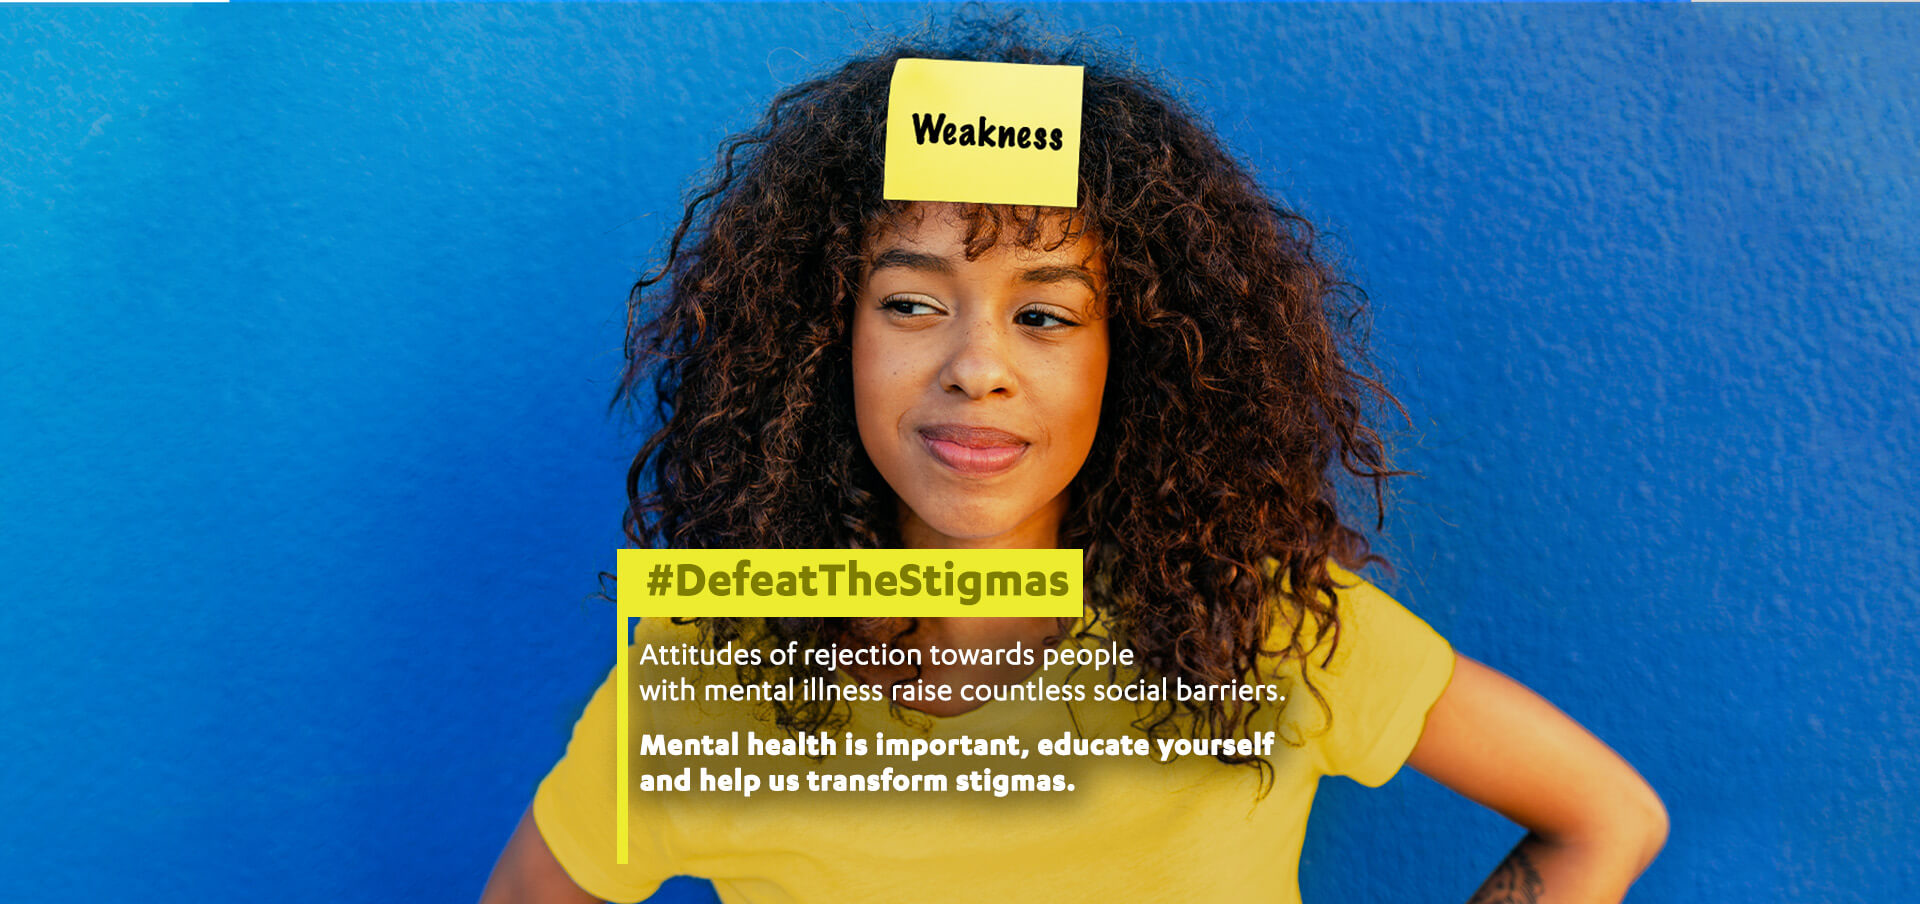 Weakness
#DefeatTheStigmas
Attitudes of rejection towards people
with mental illness raise countless social barriers.
Mental health is important, educate yourself
and help us transform stigmas.